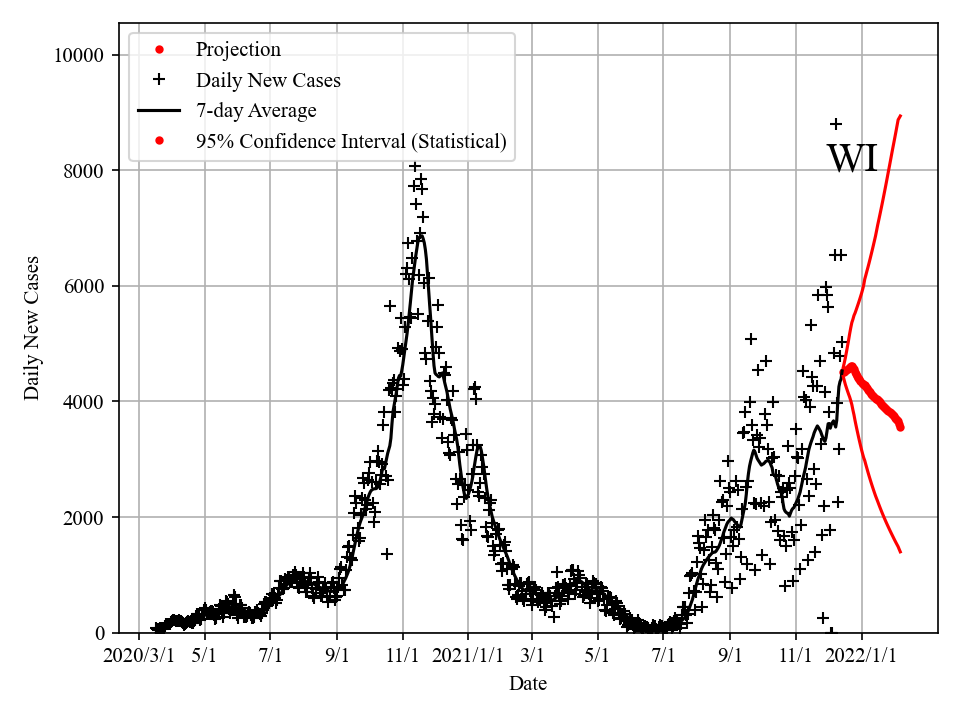 10000
8000
6000
4000
2000
0
Daily New Cases
Projection
Daily New Cases
7-day Average
95% Confidence Interval (Statistical)
WI
2020/3/1 5/1 7/1 9/1 11/1 2021/1/1 3/1 5/1 7/1 9/1 11/1 2022/1/1
Date